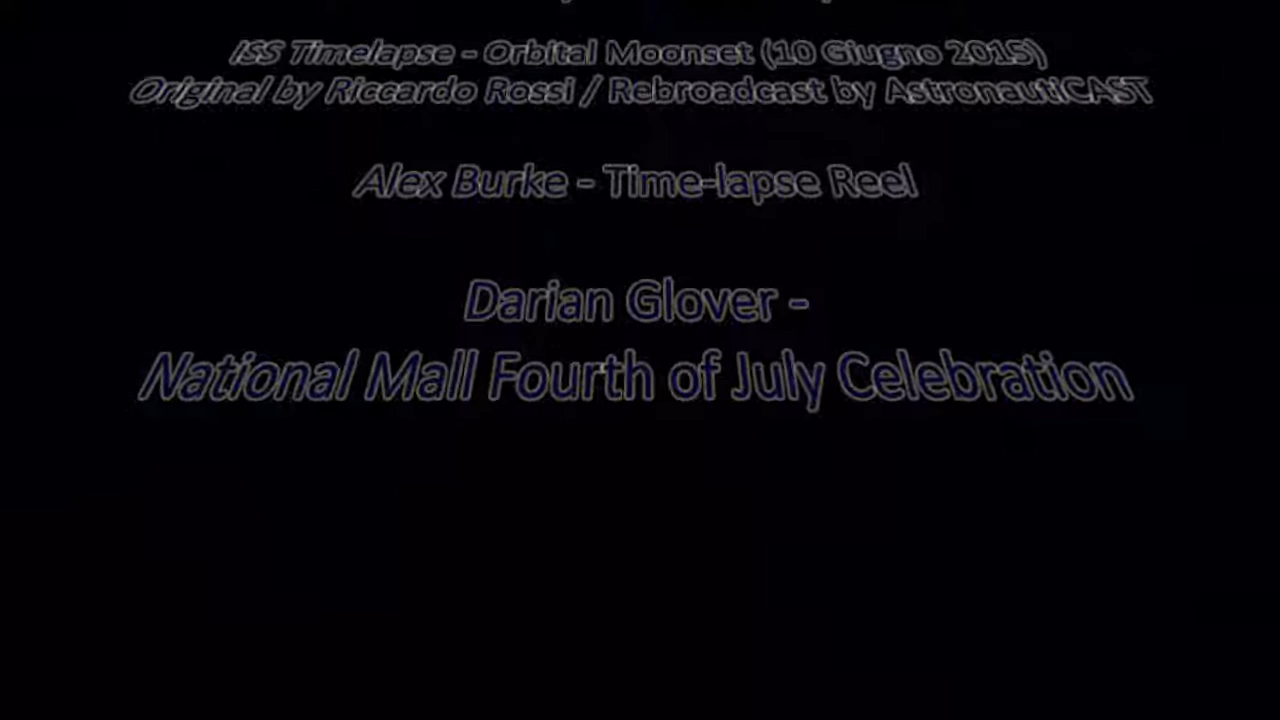 ISS Timelapse - Orbital Moonset (10 Giugno 2015)
Original by Riccardo Rossi / Rebroadcast by AstronautiCAST
Alex Burke - Time-lapse Reel
Darian Glover -
National Mall Fourth of July Celebration